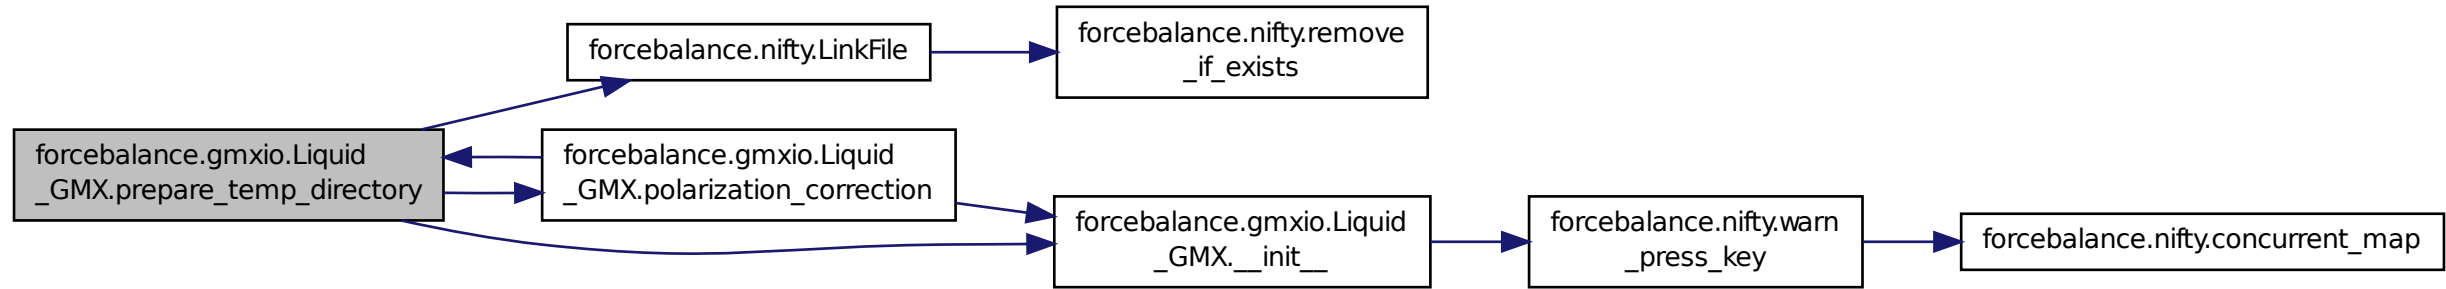 forcebalance.nifty.LinkFile
forcebalance.nifty.remove
_if_exists
forcebalance.gmxio.Liquid
_GMX.prepare_temp_directory
forcebalance.gmxio.Liquid
_GMX.polarization_correction
forcebalance.gmxio.Liquid
_GMX.__init__
forcebalance.nifty.warn
_press_key
forcebalance.nifty.concurrent_map